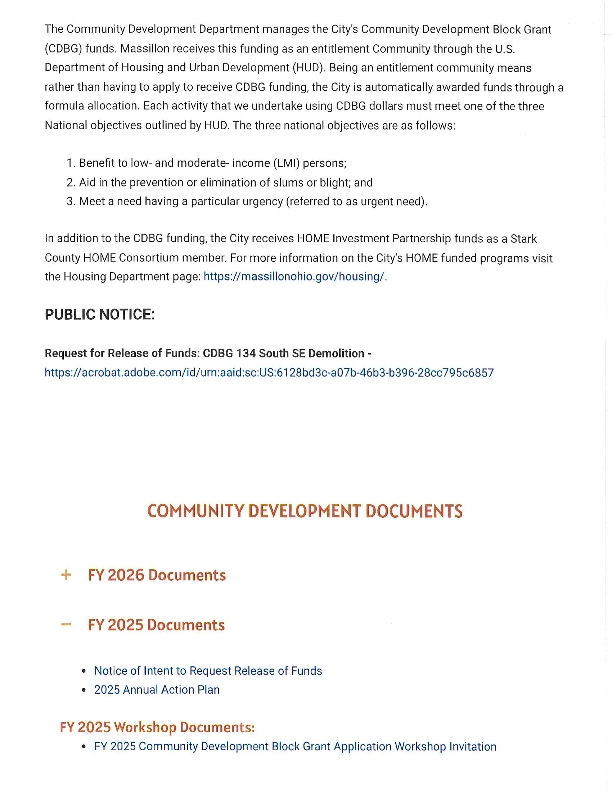 The Community Development Department manages the City's Community Development Block Grant
(CDBG) funds. Massillon receives this funding as an entitlement Community through the U.S.
Department of Housing and Urban Development (HUD). Being an entitlement community means
rather than having to apply to receive CDBG funding, the City is automatically awarded funds through a
formula allocation. Each activity that we undertake using CDBG dollars must meet one of the three
National objectives outlined by HUD. The three national objectives are as follows:
1. Benefit to low- and moderate- income (LMI) persons;
2. Aid in the prevention or elimination of slums or blight; and
3. Meet a need having a particular urgency (referred to as urgent need).
In addition to the CDBG funding, the City receives HOME Investment Partnership funds as a Stark
County HOME Consortium member. For more information on the City's HOME funded programs visit
the Housing Department page: https://massillonohio.gov/housing/.
PUBLIC NOTICE:
Request for Release of Funds: CDBG 134 South SE Demolition -
https://acrobat.adobe.com/id/urn:aaid:sc:US:6128bd3c-a07b-46b3-b396-28cc795c6857
COMMUNITY DEVELOPMENT DOCUMENTS
+ FY 2026 Documents
− FY 2025 Documents
• Notice of Intent to Request Release of Funds
• 2025 Annual Action Plan
FY 2025 Workshop Documents:
• FY 2025 Community Development Block Grant Application Workshop Invitation